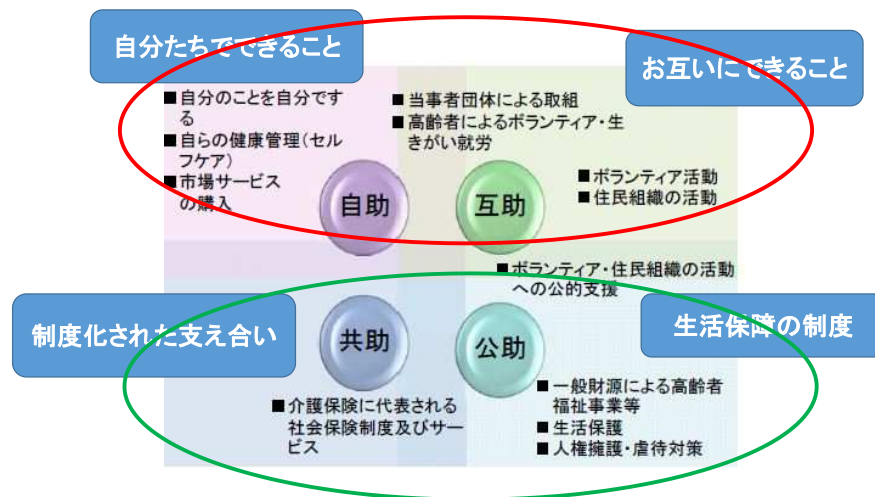 自分たちでできること
お互いにできること
■自分のことを自分です
る
■自らの健康管理(セル
フケア)
■市場サービス
の購入
■当事者団体による取組
■高齢者によるボランティア・生
きがい就労
■ボランティア活動
■住民組織の活動
自助
互助
■ボランティア・住民組織の活動
への公的支援
制度化された支え合い
生活保障の制度
共助
公助
■介護保険に代表される
社会保険制度及びサー
ビス
■一般財源による高齢者
福祉事業等
■生活保護
■人権擁護・虐待対策